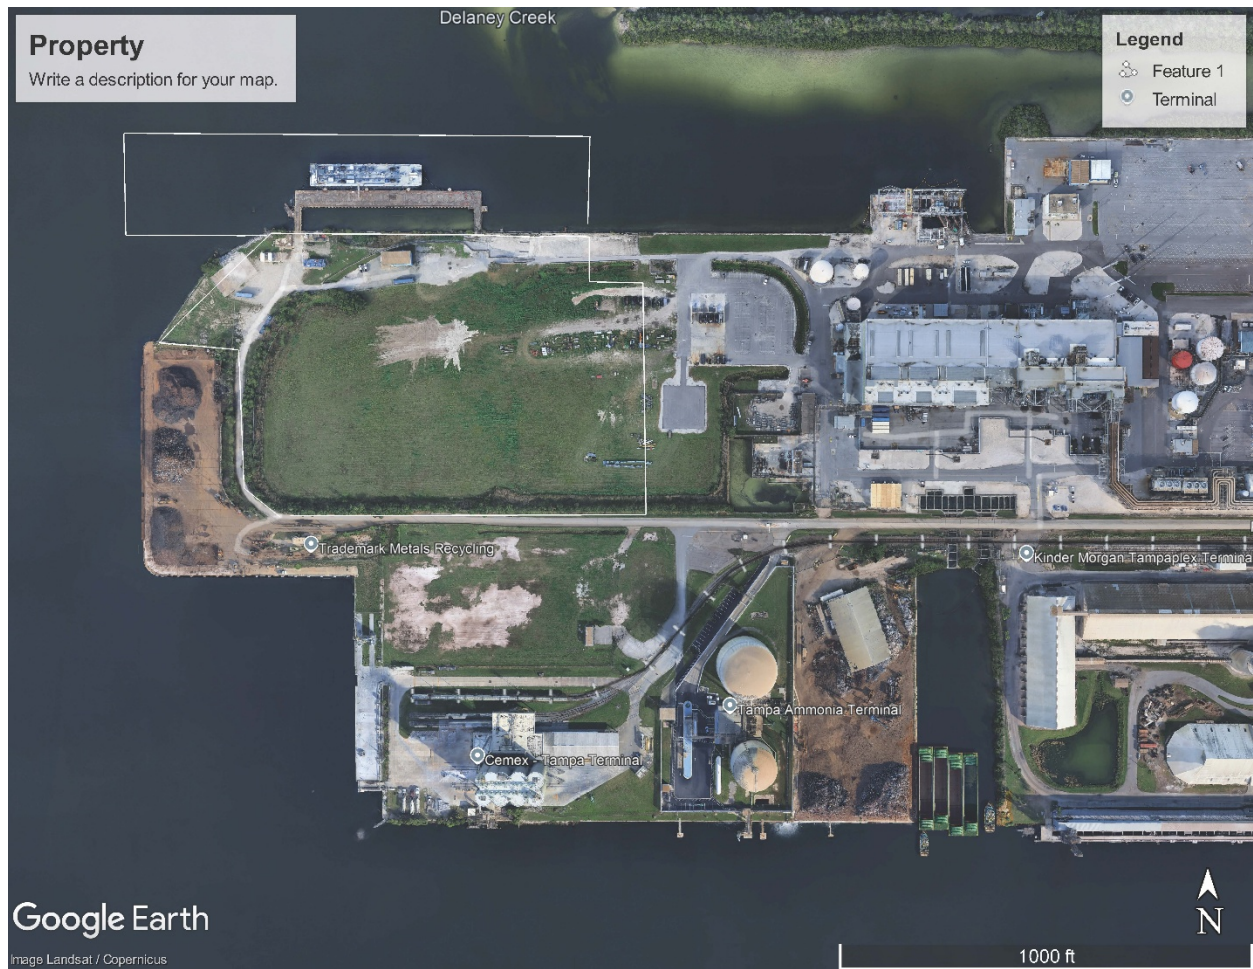 Delaney Creek
Property
Write a description for your map.
Legend
Feature 1
Terminal
Trademark Metals Recycling
Kinder Morgan Tampaplex Termina
Tampa Ammonia Terminal
Cemex - Tampa Terminal
Google Earth
N
Image Landsat / Copernicus
1000 ft